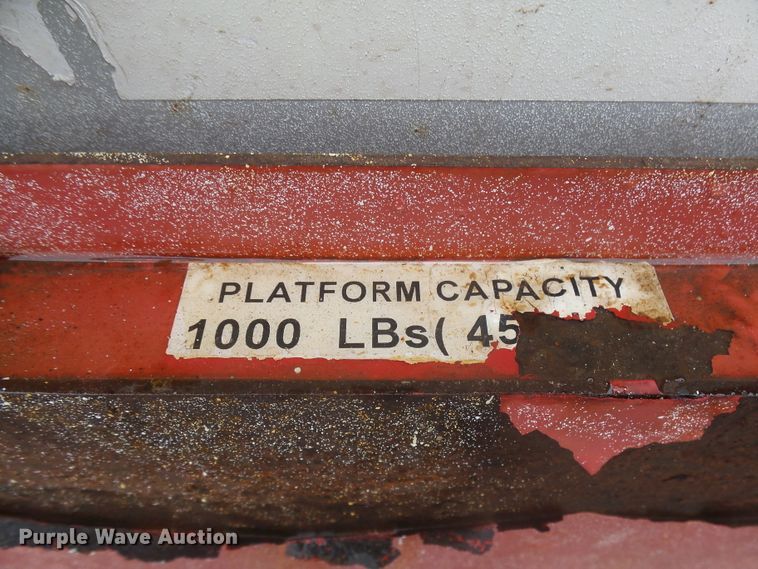 PLATFORM CAPACITY
1000 LBs( 45
Purple Wave Auction